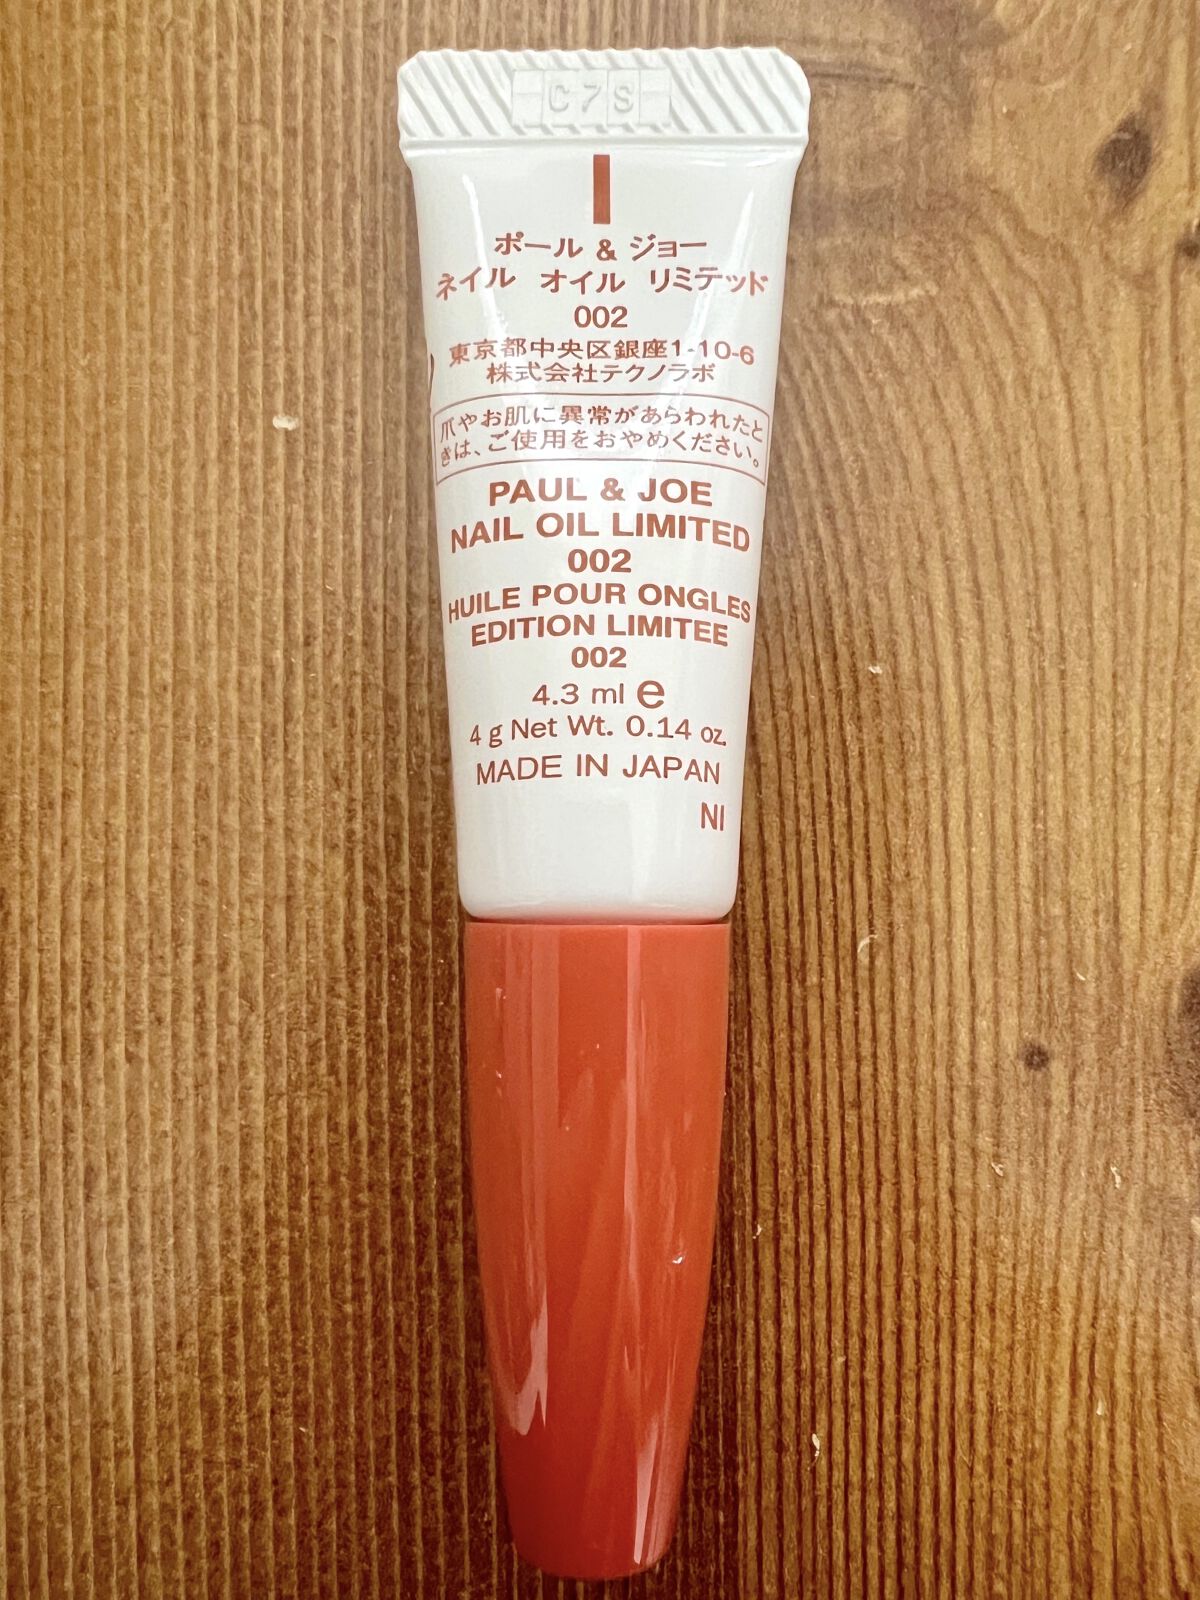 C7S
ポール & ジョー
ネイル オイル リミテッド
002
東京都中央区銀座1-10-6
株式会社テクノラボ
爪やお肌に異常があらわれたと
きは、ご使用をおやめください。
PAUL & JOE
NAIL OIL LIMITED
002
HUILE POUR ONGLES
EDITION LIMITEE
002
4.3 ml e
4 g Net Wt. 0.14 oz.
MADE IN JAPAN
NI